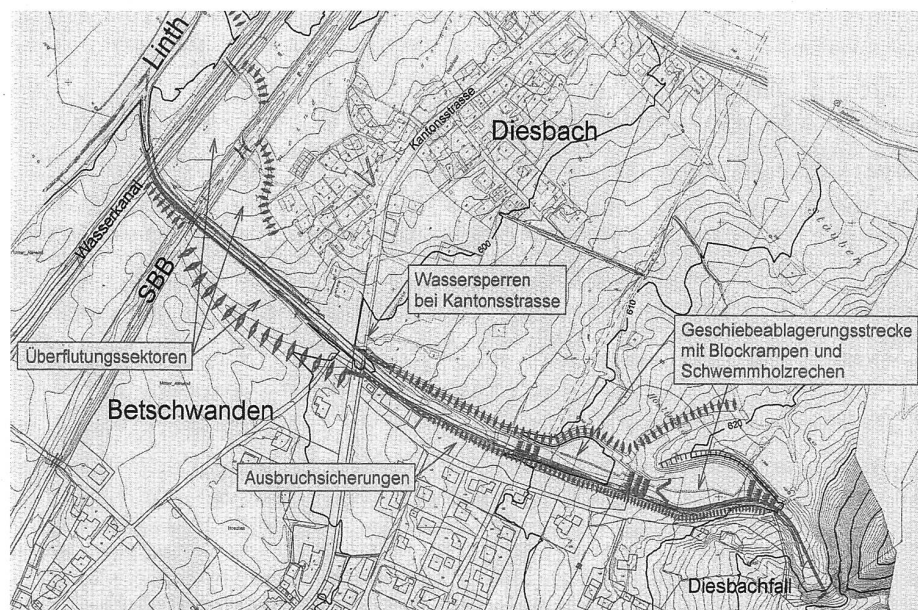 Linth
Kantonsstrasse
Diesbach
Wasserkanal
SBB
600
Wassersperren
bei Kantonsstrasse
610
Geschiebeablagerungsstrecke
mit Blockrampen und
Schwemmholzrechen
Überflutungssektoren
Betschwanden
620
Ausbruchsicherungen
Diesbachfall